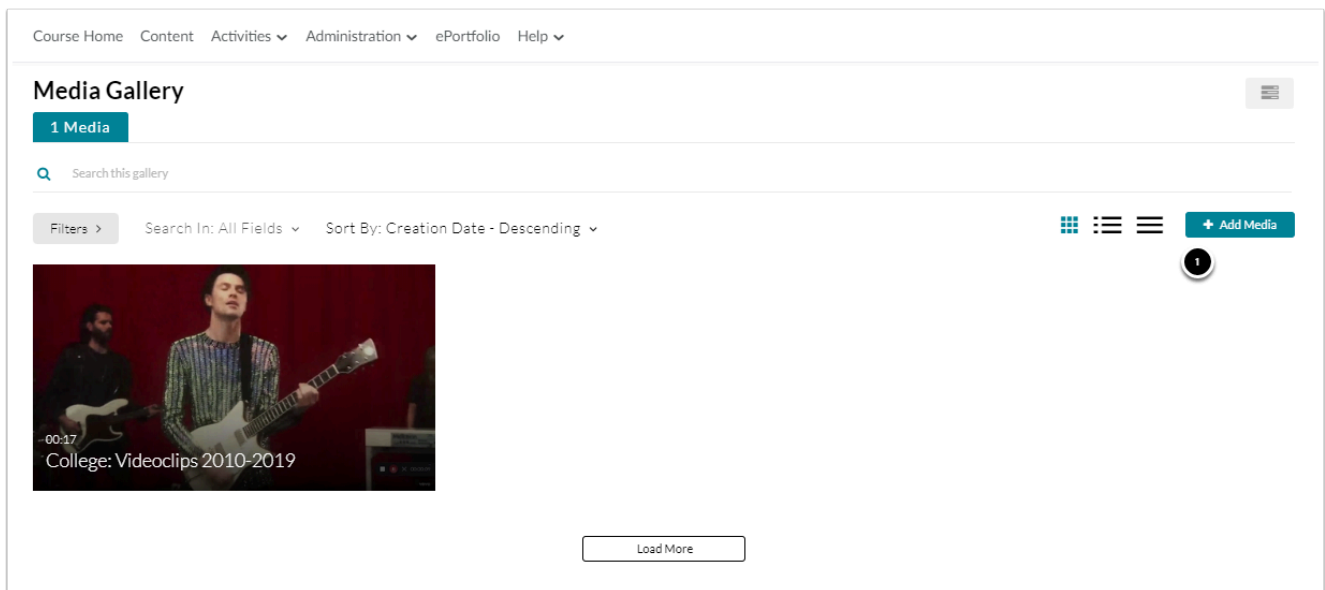 Course Home Content Activities Administration ePortfolio Help
Media Gallery
1 Media
Search this gallery
Filters > Search In: All Fields Sort By: Creation Date - Descending + Add Media
1
00:17
College: Videoclips 2010-2019
Load More